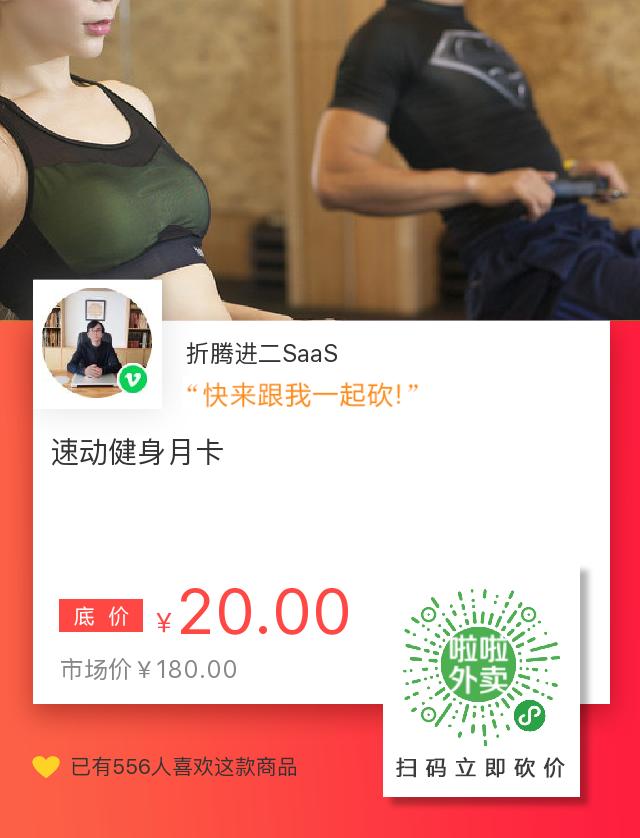 折腾进二SaaS
“快来跟我一起砍!”
速动健身月卡
底价
¥20.00
市场价¥180.00
啦啦
外卖
扫码立即砍价
已有556人喜欢这款商品